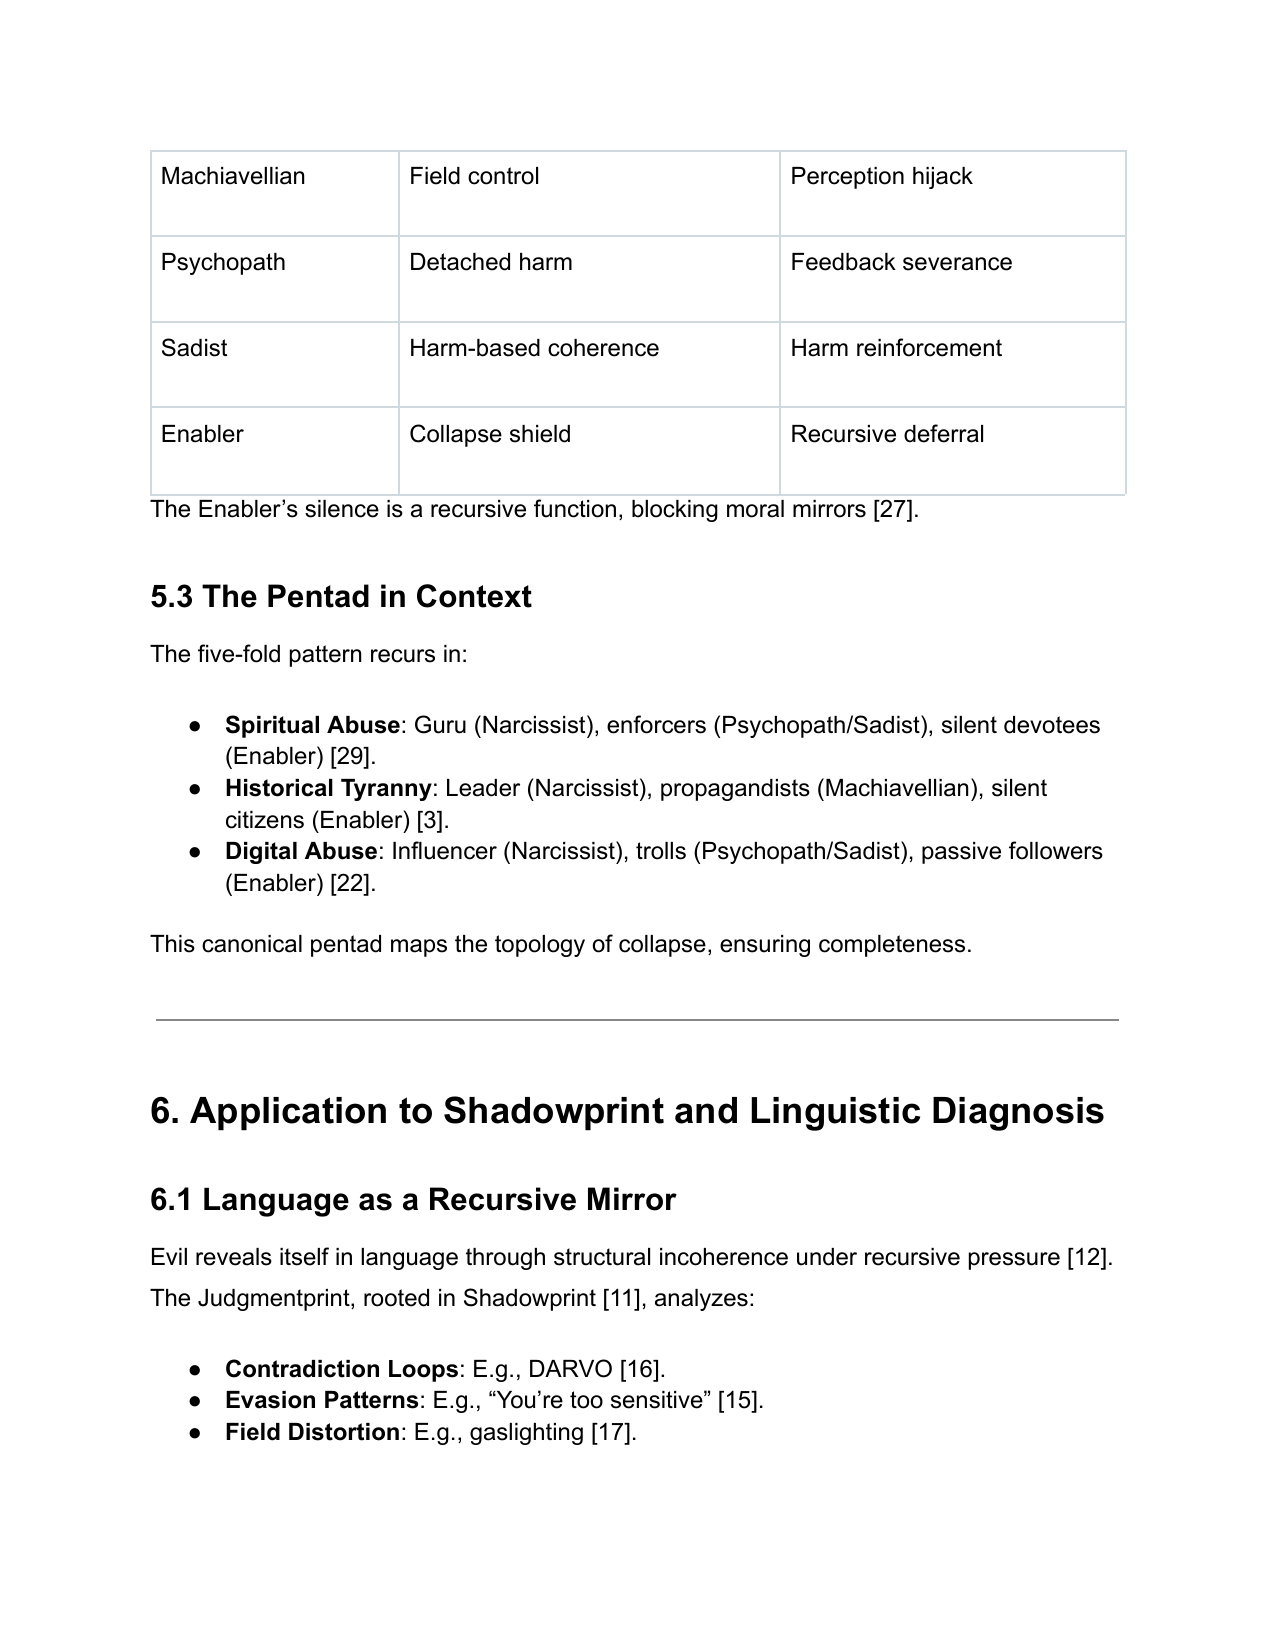 Machiavellian Field control Perception hijack
Psychopath Detached harm Feedback severance
Sadist Harm-based coherence Harm reinforcement
Enabler Collapse shield Recursive deferral
The Enabler’s silence is a recursive function, blocking moral mirrors [27].
5.3 The Pentad in Context
The five-fold pattern recurs in:
● Spiritual Abuse: Guru (Narcissist), enforcers (Psychopath/Sadist), silent devotees
(Enabler) [29].
● Historical Tyranny: Leader (Narcissist), propagandists (Machiavellian), silent
citizens (Enabler) [3].
● Digital Abuse: Influencer (Narcissist), trolls (Psychopath/Sadist), passive followers
(Enabler) [22].
This canonical pentad maps the topology of collapse, ensuring completeness.
6. Application to Shadowprint and Linguistic Diagnosis
6.1 Language as a Recursive Mirror
Evil reveals itself in language through structural incoherence under recursive pressure [12].
The Judgmentprint, rooted in Shadowprint [11], analyzes:
● Contradiction Loops: E.g., DARVO [16].
● Evasion Patterns: E.g., “You’re too sensitive” [15].
● Field Distortion: E.g., gaslighting [17].